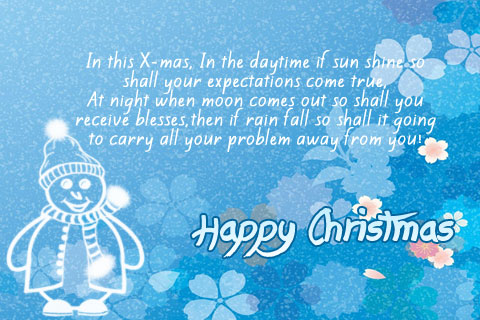 In this X-mas, In the daytime if sun shine so
shall your expectations come true,
At night when moon comes out so shall you
receive blesses,then if rain fall so shall it going
to carry all your problem away from you!
Happy Christmas